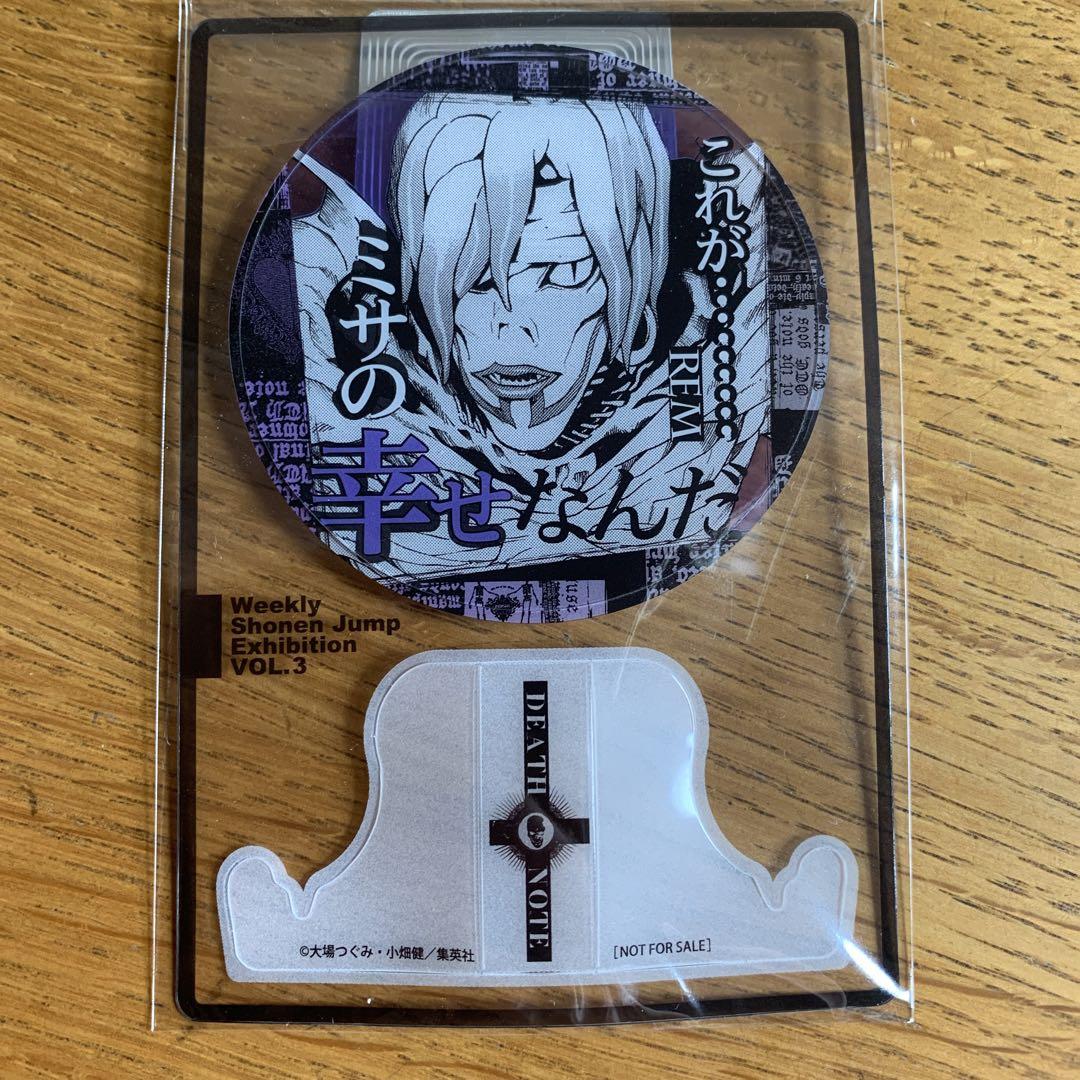 これが…………
REM
ミサの
幸せなんだ
Weekly
Shonen Jump
Exhibition
VOL.3
DEATH NOTE
©大場つぐみ・小畑健／集英社
［NOT FOR SALE］